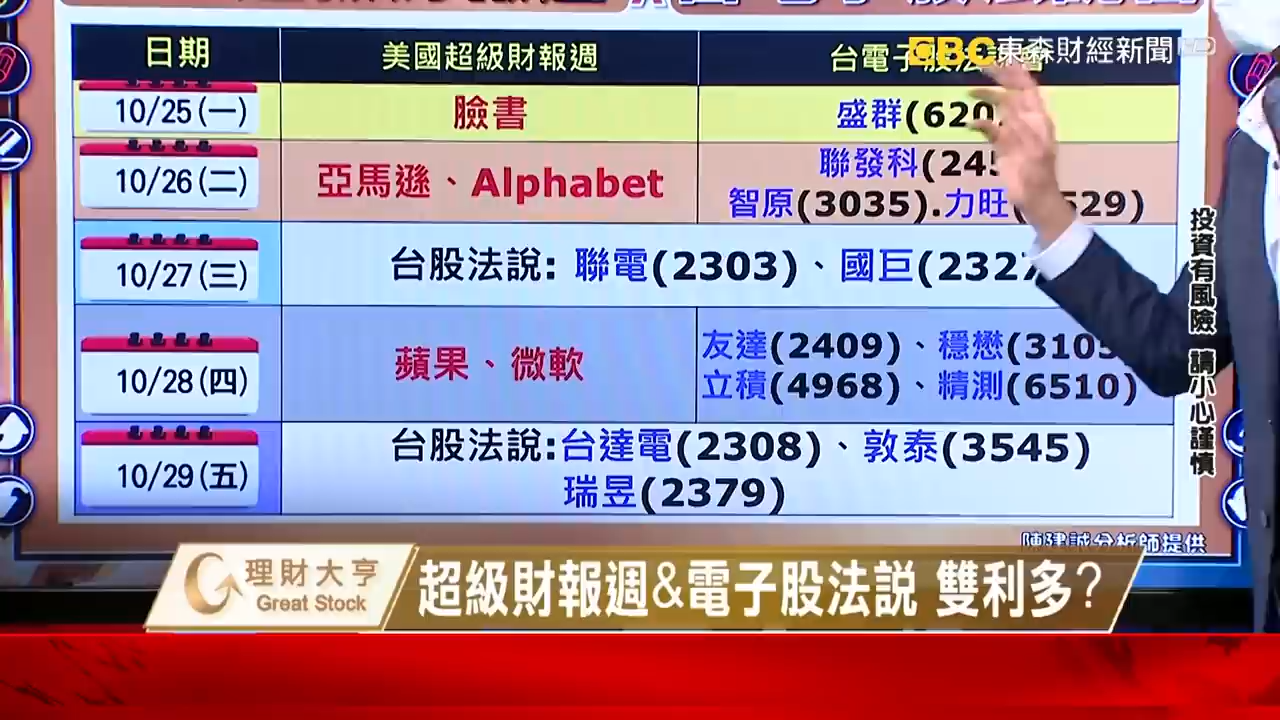 日期 美國超級財報週 台電子股法
EBC 東森財經新聞
10/25(一) 臉書 盛群(620
10/26(二) 亞馬遜、Alphabet 聯發科(245
智原(3035).力旺( 529)
10/27(三) 台股法說: 聯電(2303)、國巨(2327
10/28(四) 蘋果、微軟 友達(2409)、穩懋(3105
立積(4968)、精測(6510)
10/29(五) 台股法說:台達電(2308)、敦泰(3545)
瑞昱(2379)
投資有風險 請小心謹慎
陳建誠分析師提供
理財大亨
Great Stock
超級財報週&電子股法説 雙利多?